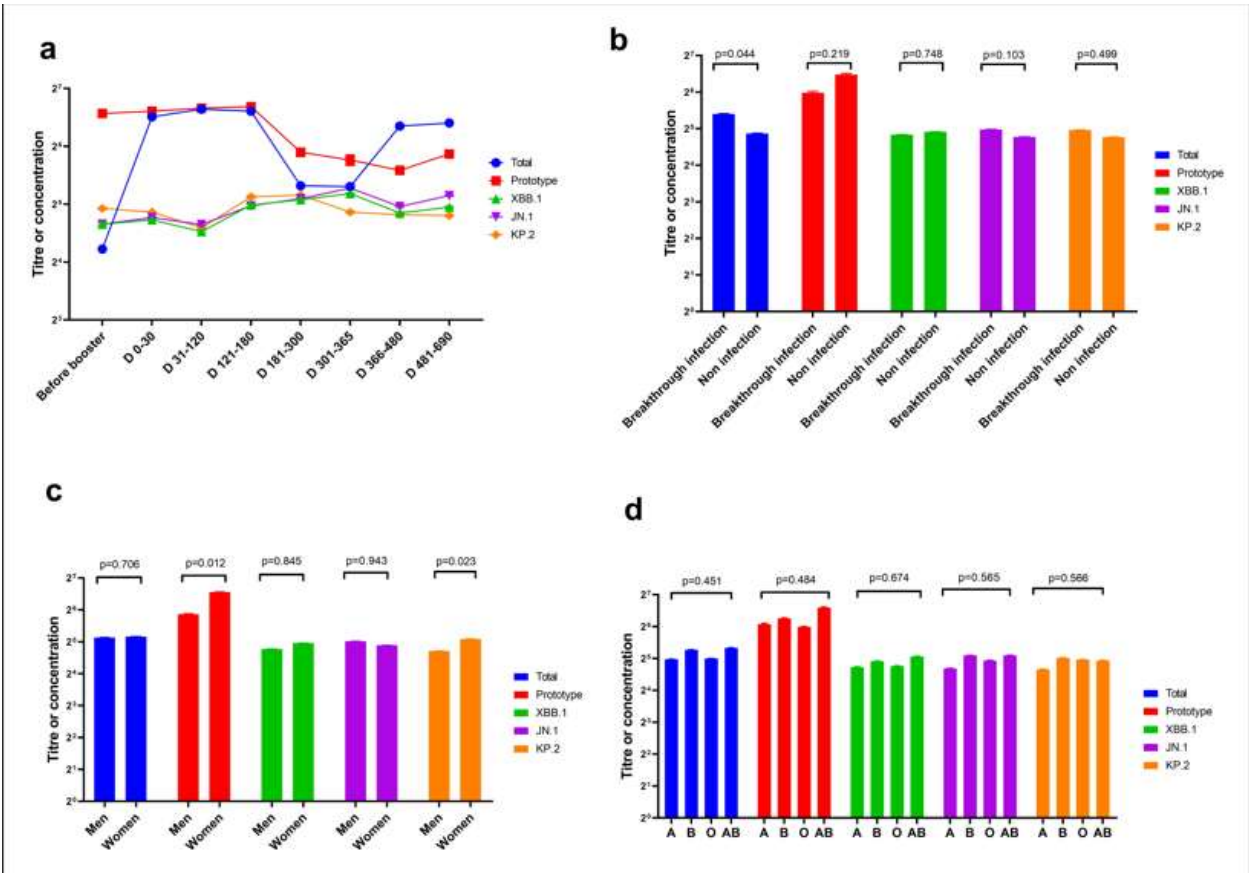 a
Titre or concentration
2⁷
2⁶
2⁵
2⁴
2³
Before booster
D 0-30
D 31-120
D 121-180
D 181-300
D 301-365
D 366-480
D 481-690
Total
Prototype
XBB.1
JN.1
KP.2
b
p=0.044
p=0.219
p=0.748
p=0.103
p=0.499
Titre or concentration
2⁷
2⁶
2⁵
2⁴
2³
2²
2¹
2⁰
Breakthrough infection
Non infection
Breakthrough infection
Non infection
Breakthrough infection
Non infection
Breakthrough infection
Non infection
Breakthrough infection
Non infection
Total
Prototype
XBB.1
JN.1
KP.2
c
p=0.706
p=0.012
p=0.845
p=0.943
p=0.023
Titre or concentration
2⁷
2⁶
2⁵
2⁴
2³
2²
2¹
2⁰
Men
Women
Men
Women
Men
Women
Men
Women
Men
Women
Total
Prototype
XBB.1
JN.1
KP.2
d
p=0.451
p=0.484
p=0.674
p=0.565
p=0.566
Titre or concentration
2⁷
2⁶
2⁵
2⁴
2³
2²
2¹
2⁰
A B O AB A B O AB A B O AB A B O AB A B O AB
Total
Prototype
XBB.1
JN.1
KP.2